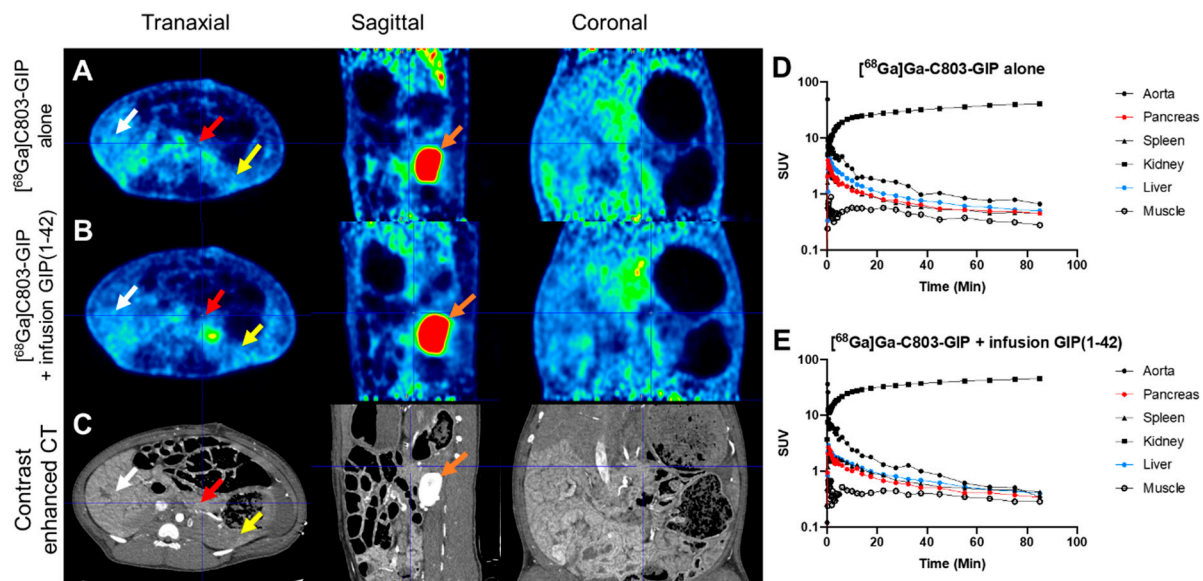 Tranaxial
Sagittal
Coronal
[⁶⁸Ga]C803-GIP
alone
A
[⁶⁸Ga]C803-GIP
+ infusion GIP(1-42)
B
Contrast
enhanced CT
C
D
[⁶⁸Ga]Ga-C803-GIP alone
SUV
100
10
1
0.1
0
20
40
60
80
100
Time (Min)
Aorta
Pancreas
Spleen
Kidney
Liver
Muscle
E
[⁶⁸Ga]Ga-C803-GIP + infusion GIP(1-42)
SUV
100
10
1
0.1
0
20
40
60
80
100
Time (Min)
Aorta
Pancreas
Spleen
Kidney
Liver
Muscle